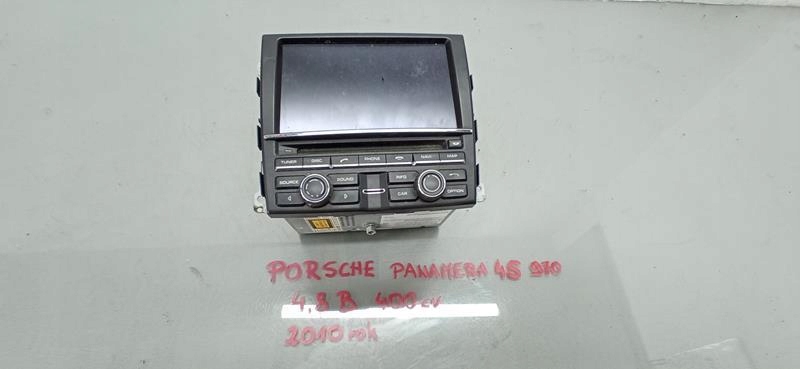 TUNER DISC PHONE NAVI MAP
SOURCE SOUND INFO
CAR OPTION
PORSCHE PANAMERA 4S 970
4,8 B 400 CV
2010 rok